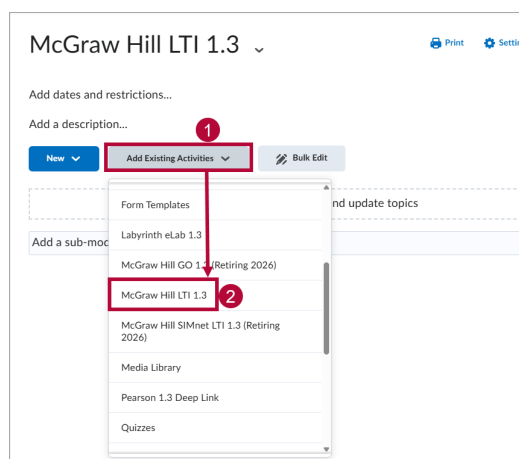 McGraw Hill LTI 1.3
Print
Add dates and restrictions...
Add a description...
1
New
Add Existing Activities
Bulk Edit
nd update topics
Form Templates
Add a sub-mod
Labyrinth eLab 1.3
McGraw Hill GO 1.3 (Retiring 2026)
McGraw Hill LTI 1.3
2
McGraw Hill SIMnet LTI 1.3 (Retiring
2026)
Media Library
Pearson 1.3 Deep Link
Quizzes